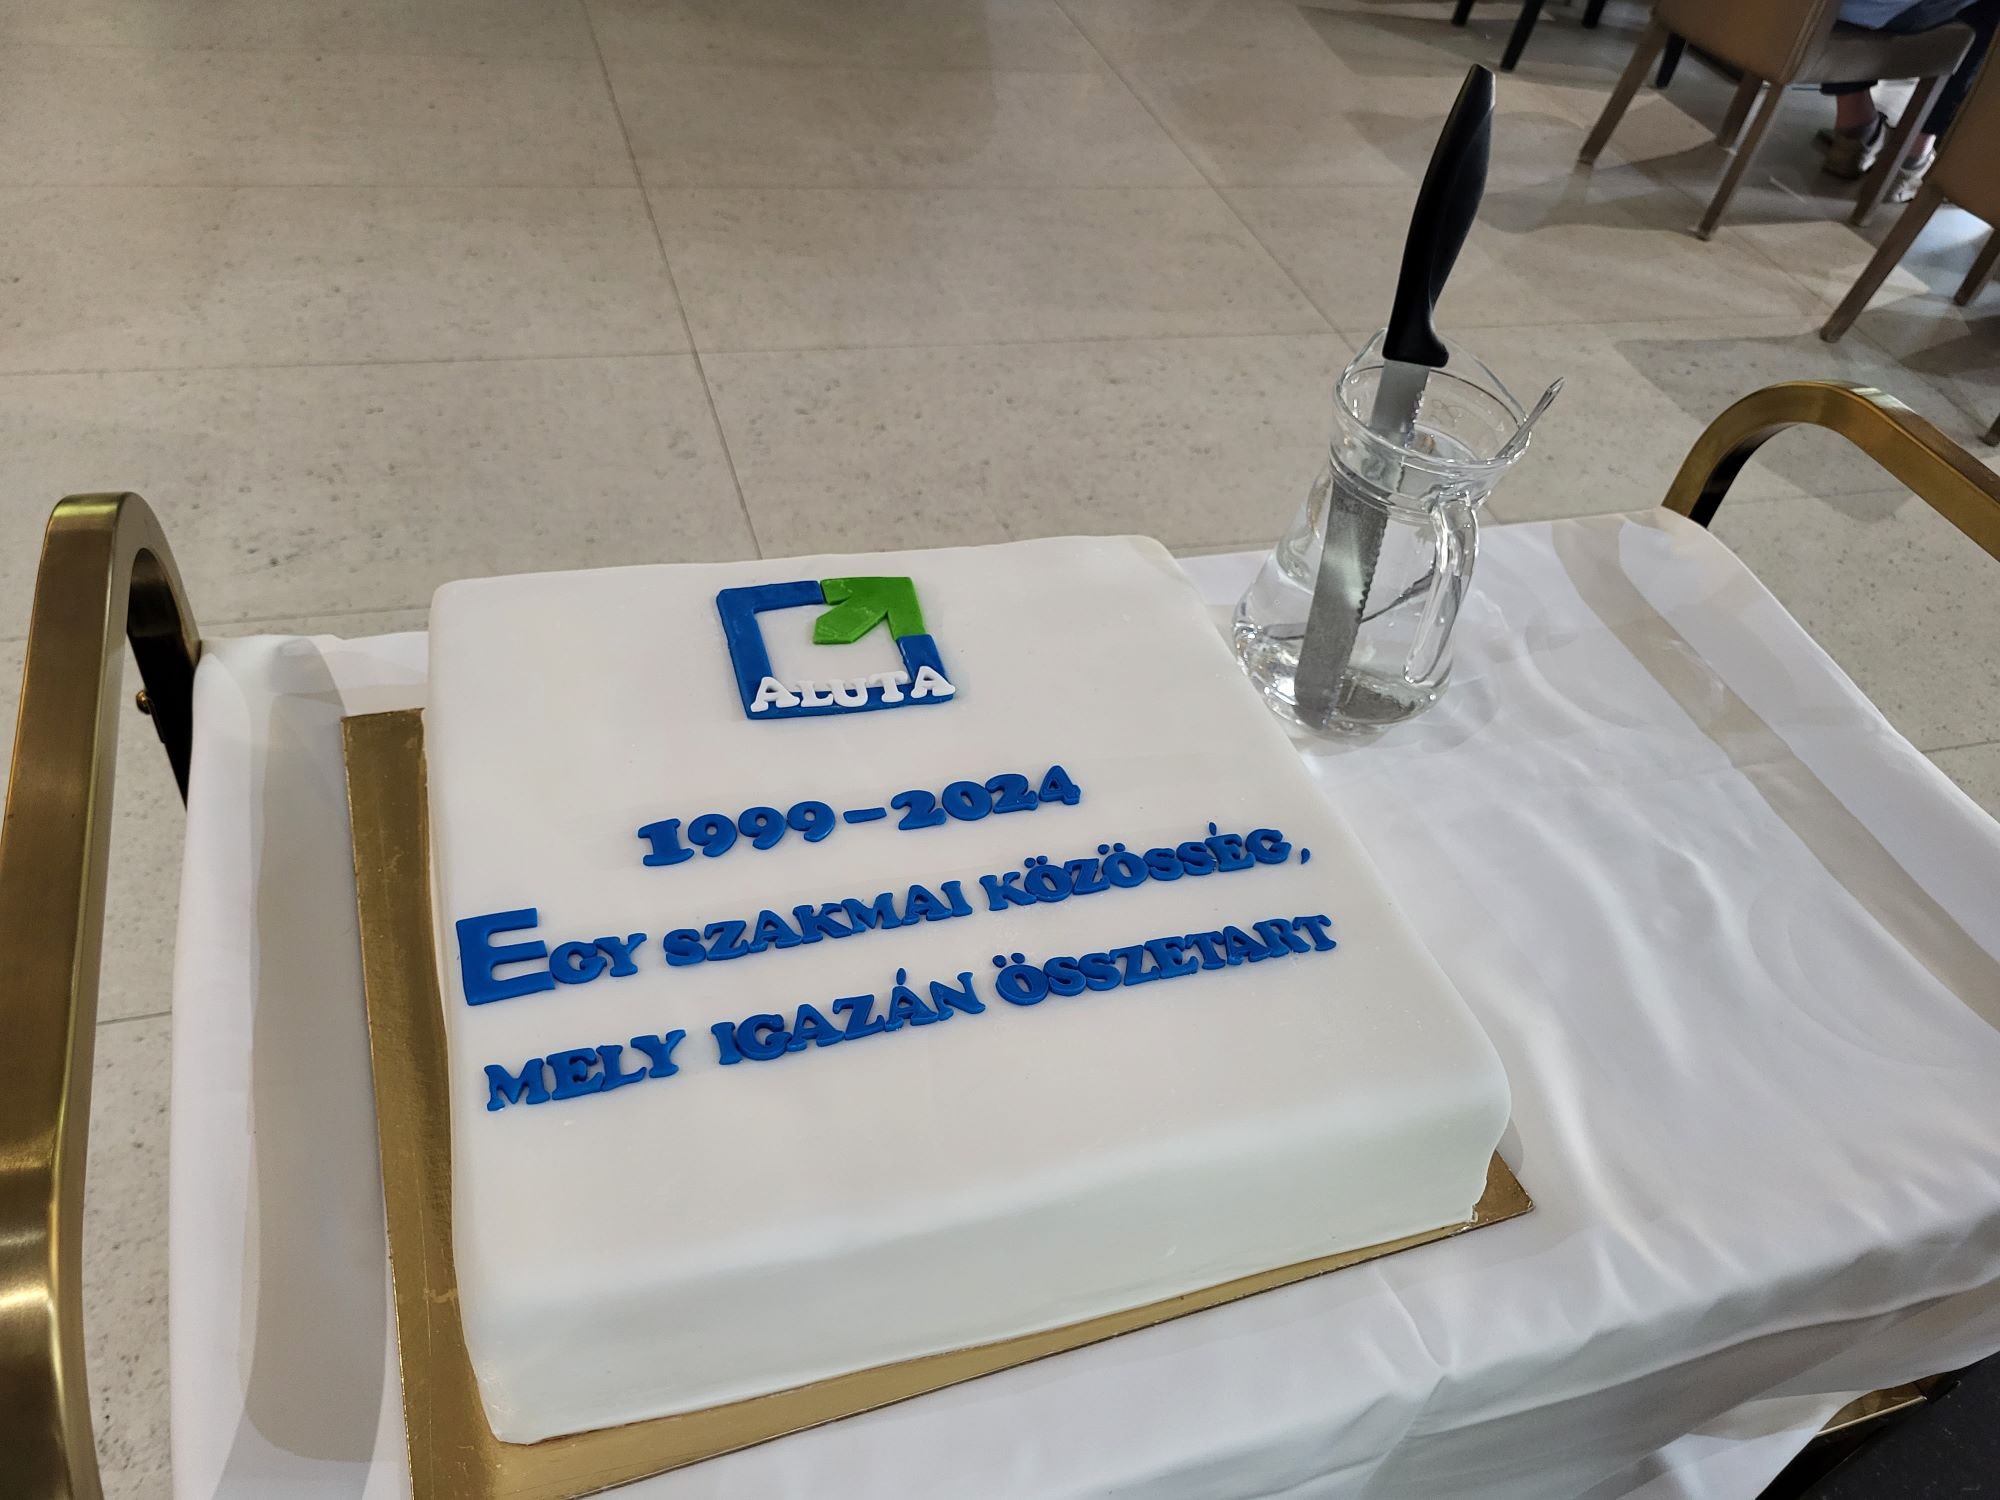 ALUTA
1999-2024
EGY SZAKMAI KÖZÖSSÉG,
MELY IGAZÁN ÖSSZETART